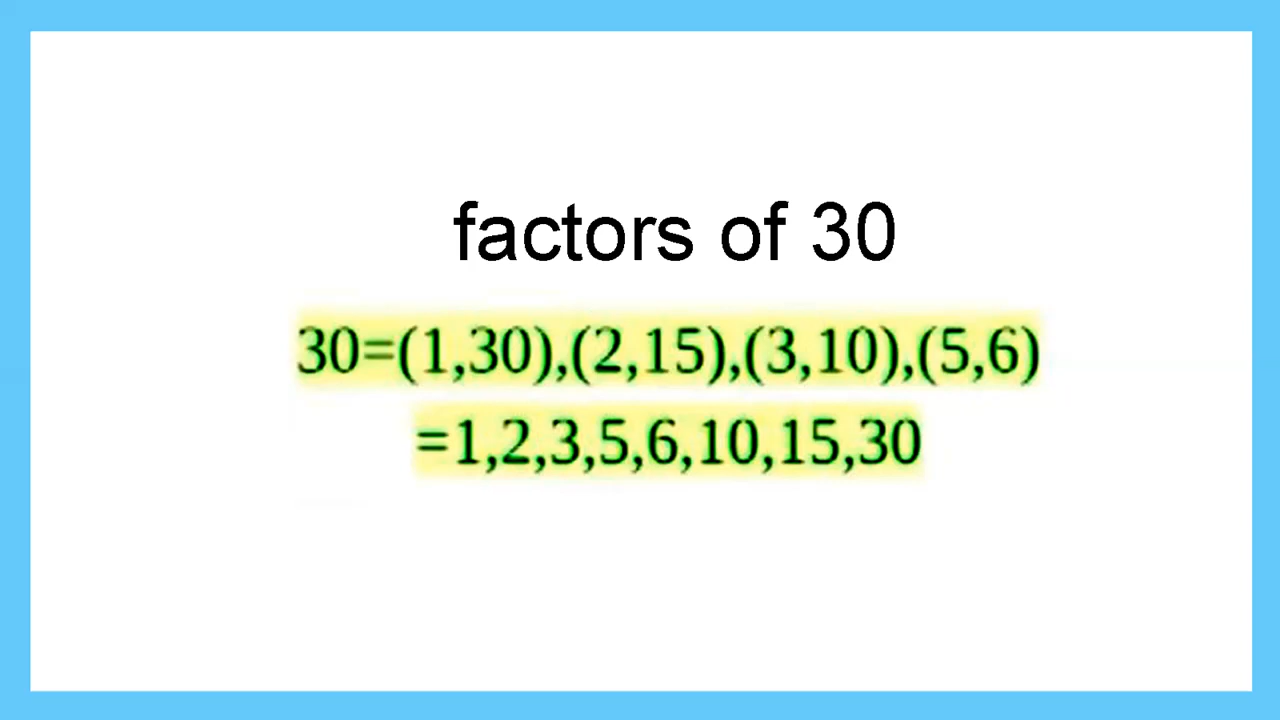 factors of 30
30=(1,30),(2,15),(3,10),(5,6)
=1,2,3,5,6,10,15,30